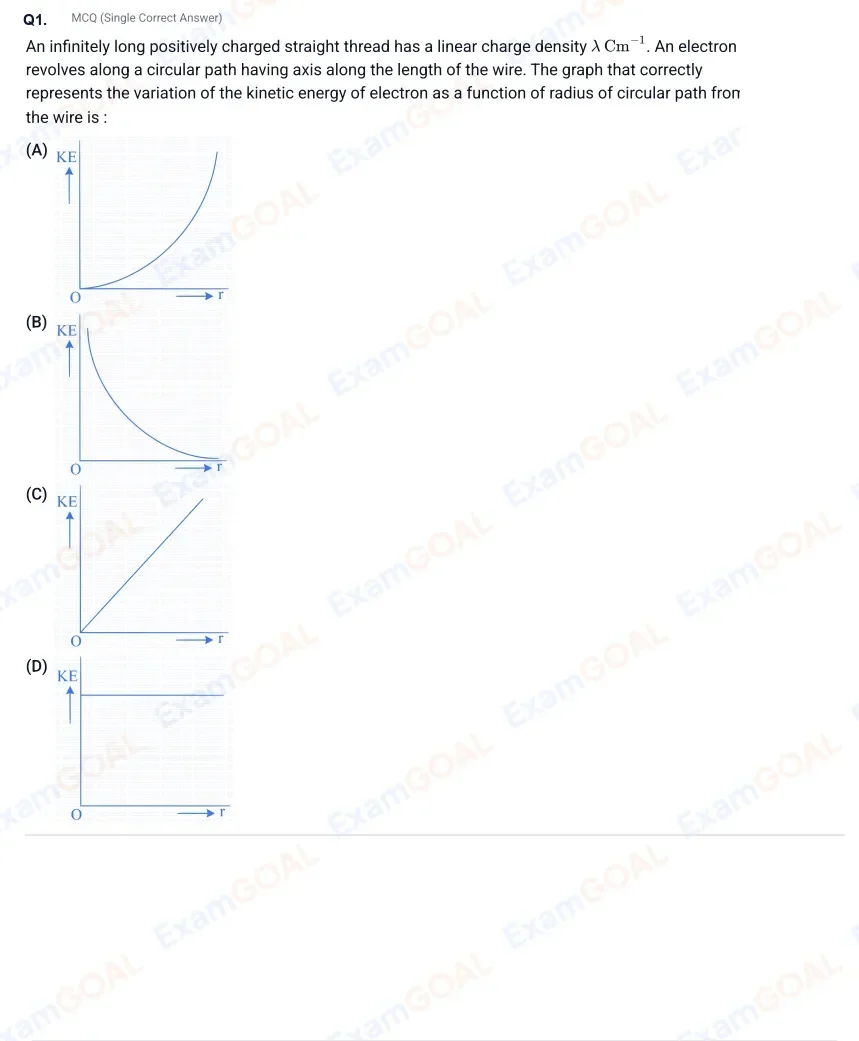 Q1. MCQ (Single Correct Answer)
An infinitely long positively charged straight thread has a linear charge density λ Cm⁻¹. An electron
revolves along a circular path having axis along the length of the wire. The graph that correctly
represents the variation of the kinetic energy of electron as a function of radius of circular path from
the wire is :
(A)
KE
O
r
(B)
KE
O
r
(C)
KE
O
r
(D)
KE
O
r
ExamGOAL